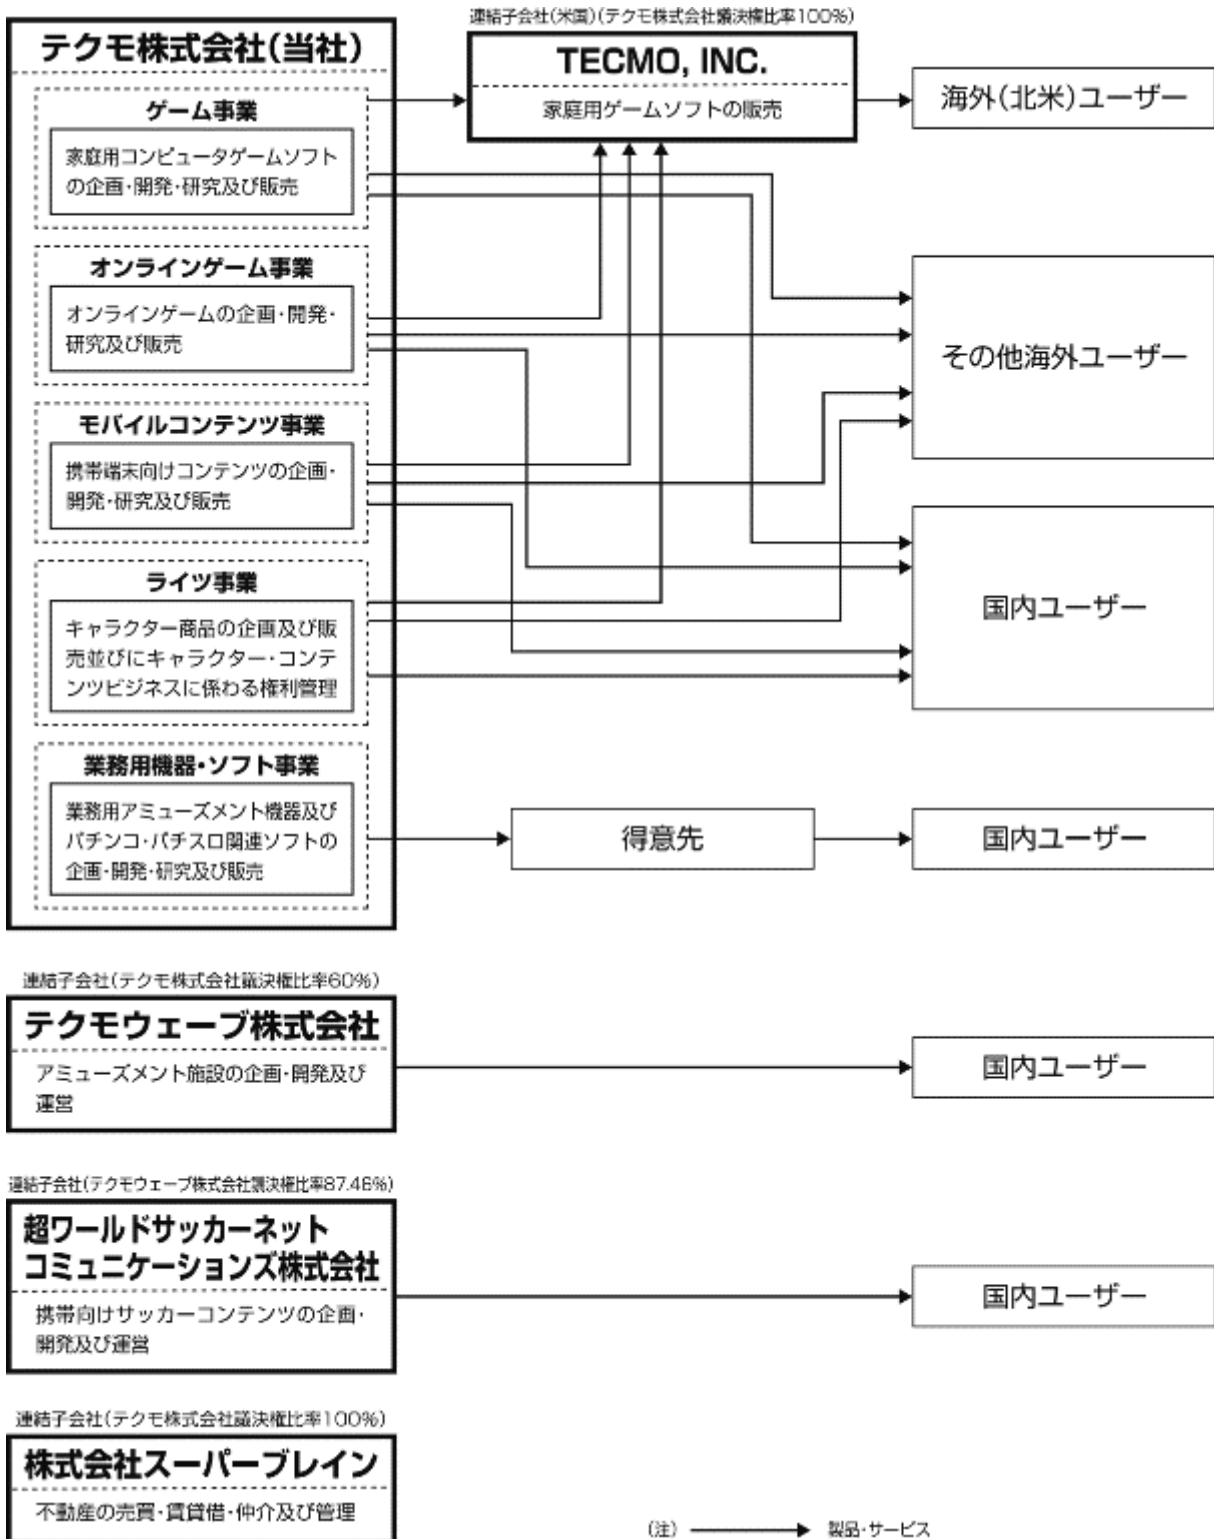 連結子会社(米国)(テクモ株式会社議決権比率100%)
テクモ株式会社(当社)
TECMO, INC.
家庭用ゲームソフトの販売
海外(北米)ユーザー
ゲーム事業
家庭用コンピュータゲームソフト
の企画・開発・研究及び販売
オンラインゲーム事業
オンラインゲームの企画・開発・
研究及び販売
その他海外ユーザー
モバイルコンテンツ事業
携帯端末向けコンテンツの企画・
開発・研究及び販売
ライツ事業
キャラクター商品の企画及び販
売並びにキャラクター・コンテ
ンツビジネスに係わる権利管理
国内ユーザー
業務用機器・ソフト事業
業務用アミューズメント機器及び
パチンコ・パチスロ関連ソフトの
企画・開発・研究及び販売
得意先
国内ユーザー
連結子会社(テクモ株式会社議決権比率60%)
テクモウェーブ株式会社
アミューズメント施設の企画・開発及び
運営
国内ユーザー
連結子会社(テクモウェーブ株式会社議決権比率87.46%)
超ワールドサッカーネット
コミュニケーションズ株式会社
携帯向けサッカーコンテンツの企画・
開発及び運営
国内ユーザー
連結子会社(テクモ株式会社議決権比率100%)
株式会社スーパーブレイン
不動産の売買・賃貸借・仲介及び管理
(注) 製品・サービス